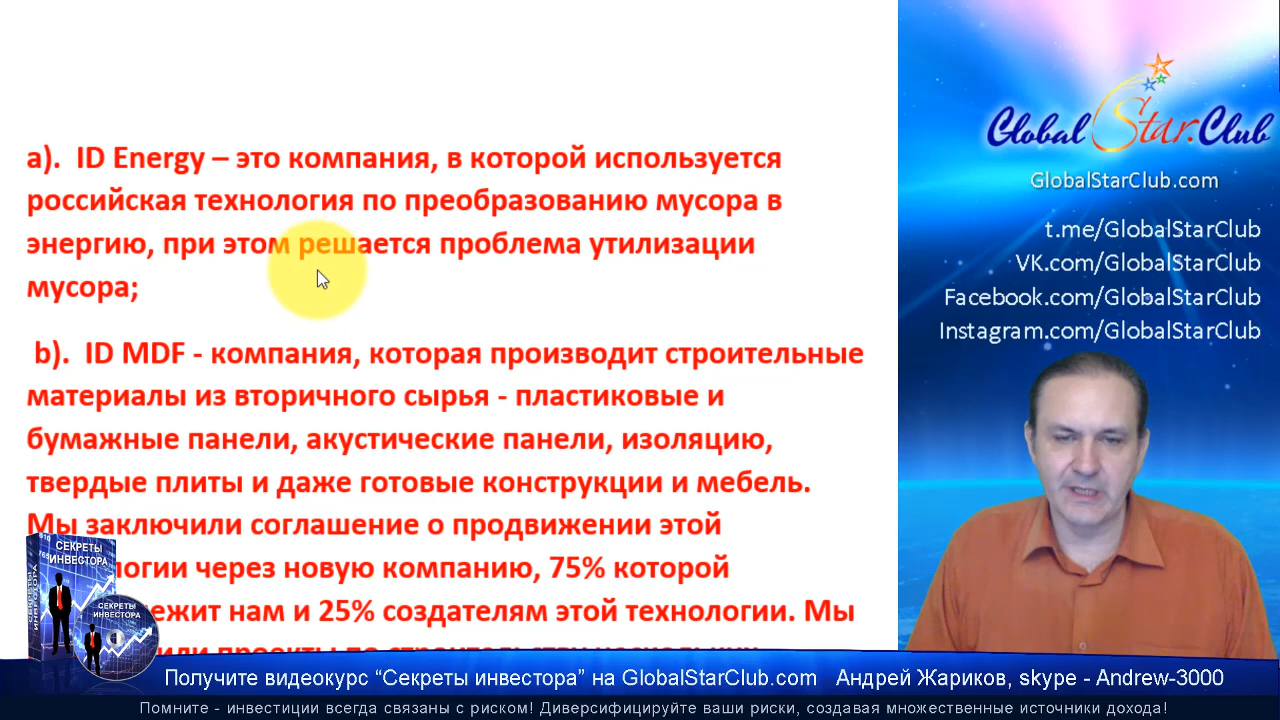 a). ID Energy – это компания, в которой используется
российская технология по преобразованию мусора в
энергию, при этом решается проблема утилизации
мусора;
b). ID MDF - компания, которая производит строительные
материалы из вторичного сырья - пластиковые и
бумажные панели, акустические панели, изоляцию,
твердые плиты и даже готовые конструкции и мебель.
Мы заключили соглашение о продвижении этой
логии через новую компанию, 75% которой
ежит нам и 25% создателям этой технологии. Мы
Global Star.Club
GlobalStarClub.com
t.me/GlobalStarClub
VK.com/GlobalStarClub
Facebook.com/GlobalStarClub
Instagram.com/GlobalStarClub
СЕКРЕТЫ
ИНВЕСТОРА
СЕКРЕТЫ ИНВЕСТОРА
СЕКРЕТЫ
ИНВЕСТОРА
Получите видеокурс “Секреты инвестора” на GlobalStarClub.com Андрей Жариков, skype - Andrew-3000
Помните - инвестиции всегда связаны с риском! Диверсифицируйте ваши риски, создавая множественные источники дохода!